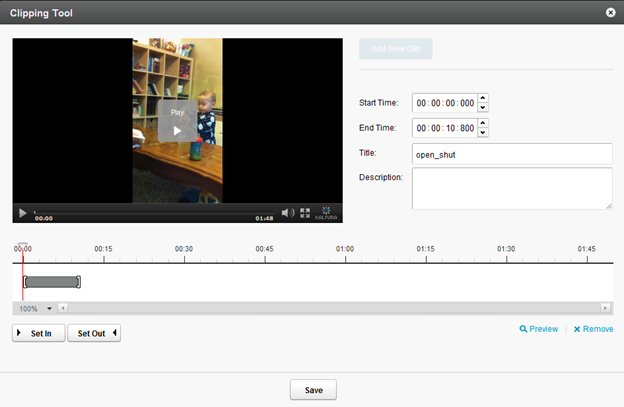 Clipping Tool
Add New Clip
Play
Start Time: 00:00:00:000
End Time: 00:00:10:800
Title: open_shut
Description:
00:00 01:48 KALTURA
00:00 00:15 00:30 00:45 01:00 01:15 01:30 01:45
100%
Set In Set Out Preview Remove
Save